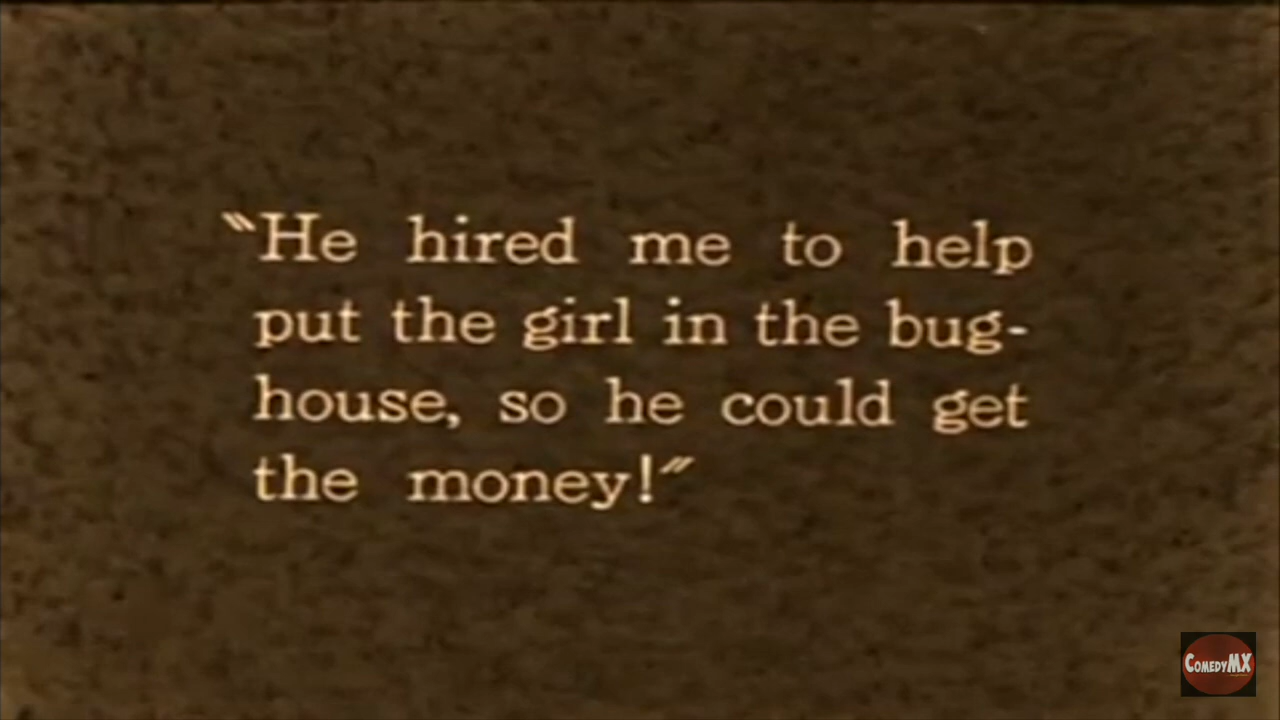 “He hired me to help
put the girl in the bug-
house, so he could get
the money!”
COMEDYMX